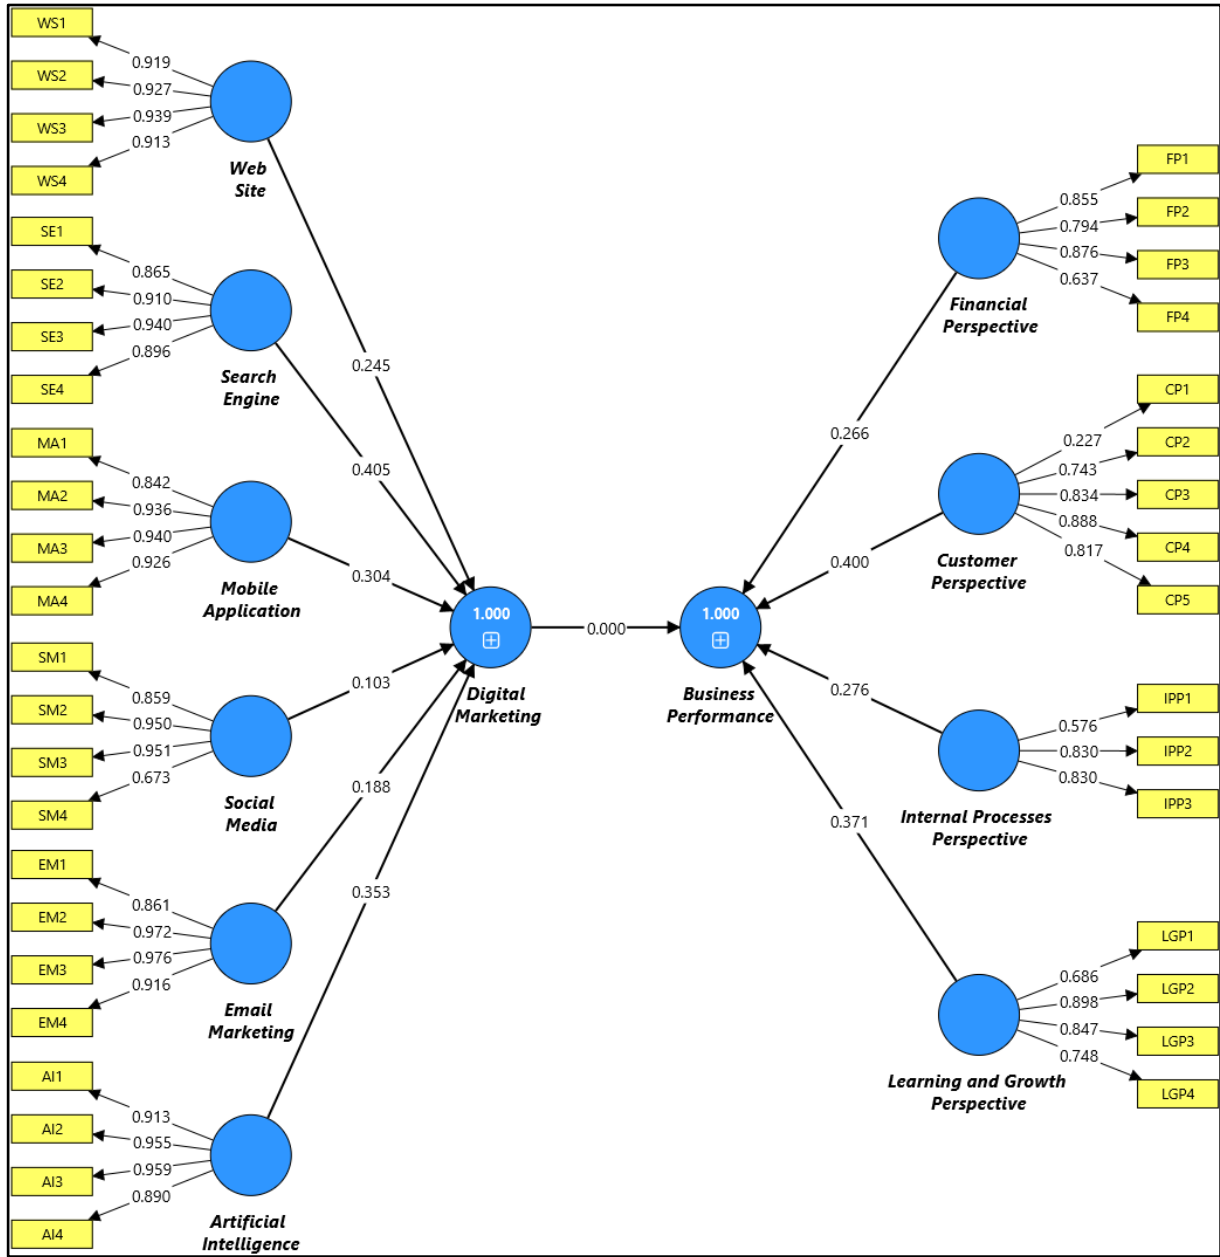 WS1
WS2
WS3
WS4
0.919
0.927
0.939
0.913
Web
Site
SE1
SE2
SE3
SE4
0.865
0.910
0.940
0.896
Search
Engine
MA1
MA2
MA3
MA4
0.842
0.936
0.940
0.926
Mobile
Application
SM1
SM2
SM3
SM4
0.859
0.950
0.951
0.673
Social
Media
EM1
EM2
EM3
EM4
0.861
0.972
0.976
0.916
Email
Marketing
AI1
AI2
AI3
AI4
0.913
0.955
0.959
0.890
Artificial
Intelligence
0.245
0.405
0.304
0.103
0.188
0.353
1.000
Digital
Marketing
0.000
1.000
Business
Performance
0.266
0.400
0.276
0.371
Financial
Perspective
0.855
0.794
0.876
0.637
FP1
FP2
FP3
FP4
Customer
Perspective
0.227
0.743
0.834
0.888
0.817
CP1
CP2
CP3
CP4
CP5
Internal Processes
Perspective
0.576
0.830
0.830
IPP1
IPP2
IPP3
Learning and Growth
Perspective
0.686
0.898
0.847
0.748
LGP1
LGP2
LGP3
LGP4